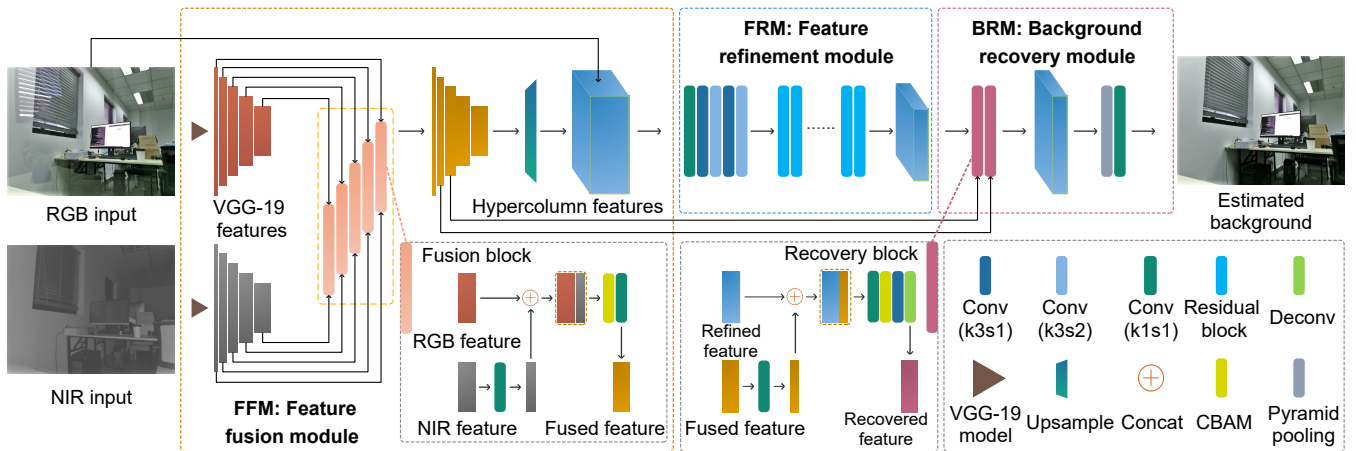 FRM: Feature
refinement module
BRM: Background
recovery module
RGB input
VGG-19
features
Hypercolumn features
Estimated
background
NIR input
FFM: Feature
fusion module
Fusion block
RGB feature
NIR feature
Fused feature
Recovery block
Refined
feature
Fused feature
Recovered
feature
Conv
(k3s1)
Conv
(k3s2)
Conv
(k1s1)
Residual
block
Deconv
VGG-19
model
Upsample
Concat
CBAM
Pyramid
pooling